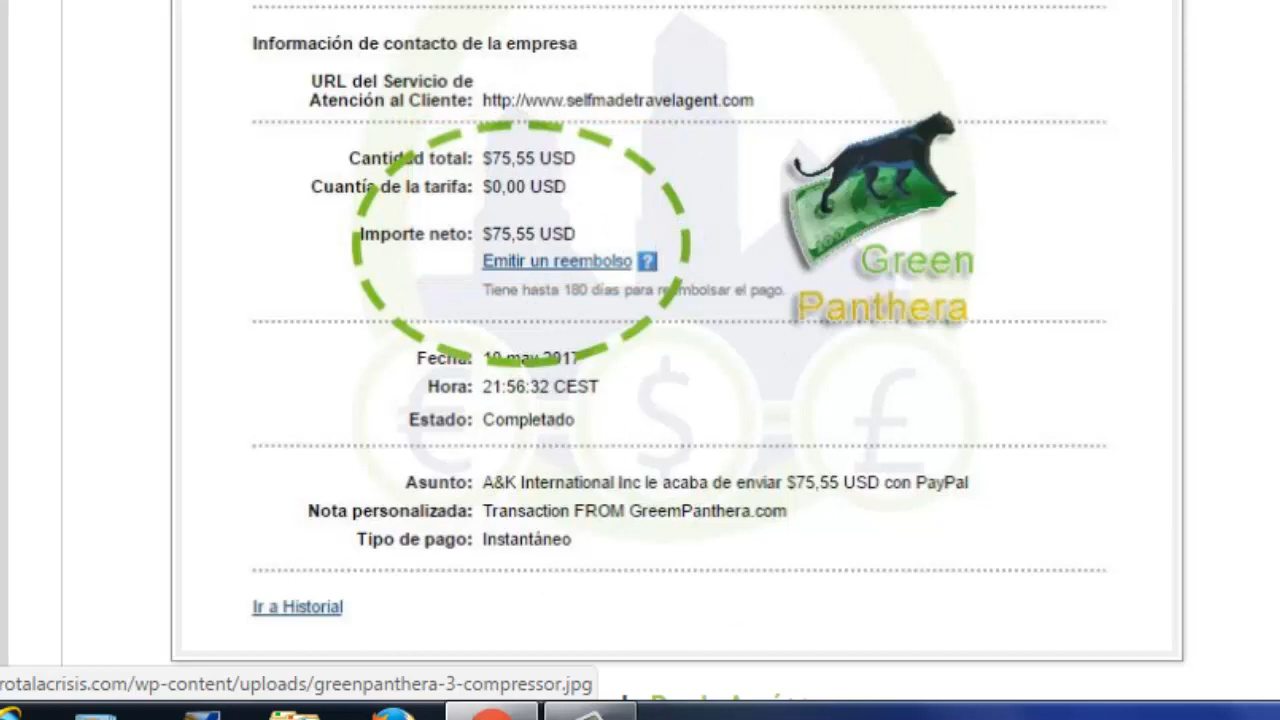 Información de contacto de la empresa
URL del Servicio de
Atención al Cliente: http://www.selfmadetravelagent.com
Cantidad total: $75,55 USD
Cuantía de la tarifa: $0,00 USD
Importe neto: $75,55 USD
Emitir un reembolso ?
Tiene hasta 180 días para reembolsar el pago.
Green
Panthera
Fecha: 10 may 2017
Hora: 21:56:32 CEST
Estado: Completado
Asunto: A&K International Inc le acaba de enviar $75,55 USD con PayPal
Nota personalizada: Transaction FROM GreemPanthera.com
Tipo de pago: Instantáneo
Ir a Historial
rotalacrisis.com/wp-content/uploads/greenpanthera-3-compressor.jpg